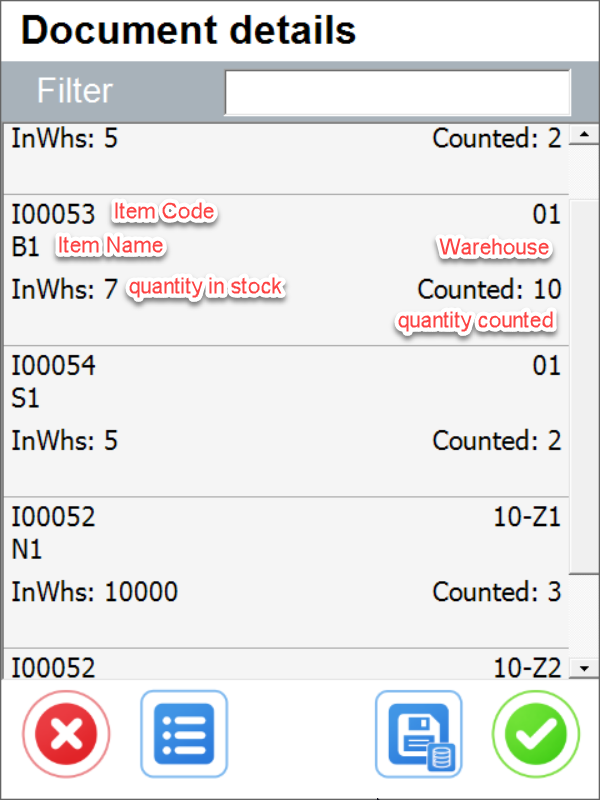 Document details
Filter
InWhs: 5 Counted: 2
I00053 Item Code 01
B1 Item Name Warehouse
InWhs: 7 quantity in stock Counted: 10
quantity counted
I00054 01
S1
InWhs: 5 Counted: 2
I00052 10-Z1
N1
InWhs: 10000 Counted: 3
I00052 10-Z2